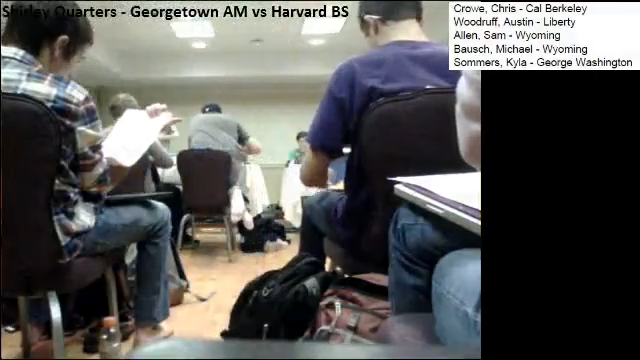 Shirley Quarters - Georgetown AM vs Harvard BS
Crowe, Chris - Cal Berkeley
Woodruff, Austin - Liberty
Allen, Sam - Wyoming
Bausch, Michael - Wyoming
Sommers, Kyla - George Washington